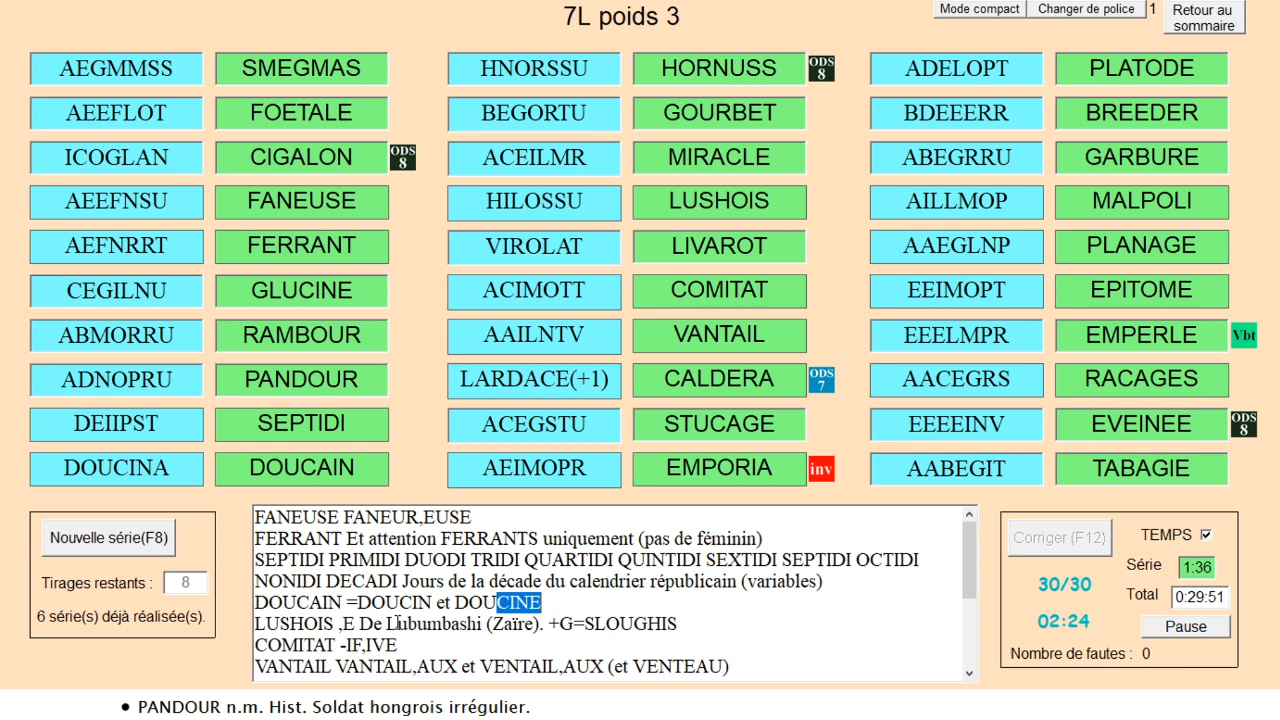 7L poids 3
Mode compact
Changer de police
1
Retour au
sommaire
AEGMMSS SMEGMAS
AEEFLOT FOETALE
ICOGLAN CIGALON ODS 8
AEEFNSU FANEUSE
AEFNRRT FERRANT
CEGILNU GLUCINE
ABMORRU RAMBOUR
ADNOPRU PANDOUR
DEIIPST SEPTIDI
DOUCINA DOUCAIN
HNORSSU HORNUSS ODS 8
BEGORTU GOURBET
ACEILMR MIRACLE
HILOSSU LUSHOIS
VIROLAT LIVAROT
ACIMOTT COMITAT
AAILNTV VANTAIL
LARDACE(+1) CALDERA ODS 7
ACEGSTU STUCAGE
AEIMOPR EMPORIA inv
ADELOPT PLATODE
BDEEERR BREEDER
ABEGRRU GARBURE
AILLMOP MALPOLI
AAEGLNP PLANAGE
EEIMOPT EPITOME
EEELMPR EMPERLE Vbt
AACEGRS RACAGES
EEEEINV EVEINEE ODS 8
AABEGIT TABAGIE
Nouvelle série(F8)
Tirages restants : 8
6 série(s) déjà réalisée(s).
FANEUSE FANEUR,EUSE
FERRANT Et attention FERRANTS uniquement (pas de féminin)
SEPTIDI PRIMIDI DUODI TRIDI QUARTIDI QUINTIDI SEXTIDI SEPTIDI OCTIDI
NONIDI DECADI Jours de la décade du calendrier républicain (variables)
DOUCAIN =DOUCIN et DOUCINE
LUSHOIS ,E De Lubumbashi (Zaïre). +G=SLOUGHIS
COMITAT -IF,IVE
VANTAIL VANTAIL,AUX et VENTAIL,AUX (et VENTEAU)
Corriger (F12)
TEMPS
Série 1:36
30/30
Total 0:29:51
02:24
Pause
Nombre de fautes : 0
• PANDOUR n.m. Hist. Soldat hongrois irrégulier.